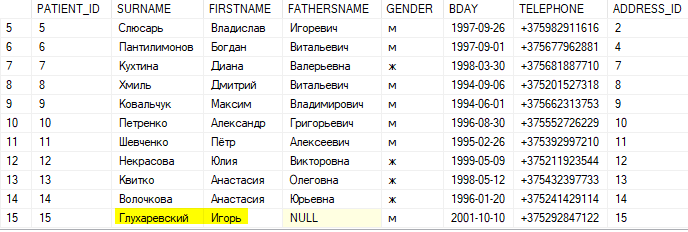 PATIENT_ID SURNAME FIRSTNAME FATHERSNAME GENDER BDAY TELEPHONE ADDRESS_ID
5 5 Слюсарь Владислав Игоревич м 1997-09-26 +375982911616 2
6 6 Пантилимонов Богдан Витальевич м 1997-09-01 +375677962881 4
7 7 Кухтина Диана Валерьевна ж 1998-03-30 +375681887710 7
8 8 Хмиль Дмитрий Витальевич м 1994-09-06 +375201527318 8
9 9 Ковальчук Максим Владимирович м 1994-06-01 +375662313753 9
10 10 Петренко Александр Григорьевич м 1996-08-30 +375552726229 10
11 11 Шевченко Пётр Алексеевич м 1995-02-26 +375392997210 11
12 12 Некрасова Юлия Викторовна ж 1999-05-09 +375211923544 12
13 13 Квитко Анастасия Олеговна ж 1998-05-12 +375432397733 13
14 14 Волочкова Анастасия Юрьевна ж 1996-01-20 +375241429114 14
15 15 Глухаревский Игорь NULL м 2001-10-10 +375292847122 15